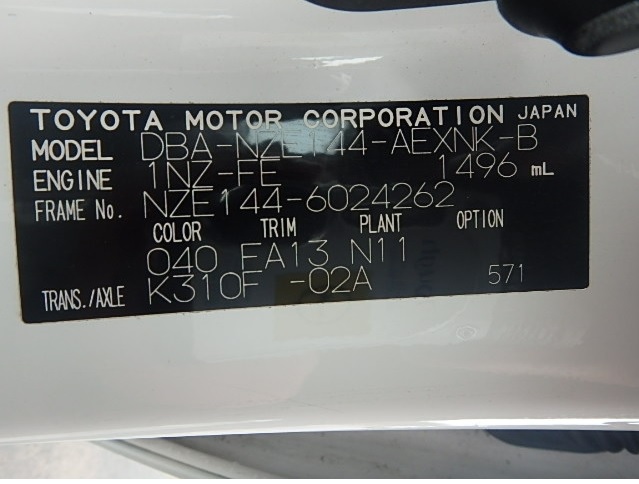 TOYOTA MOTOR CORPORATION JAPAN
MODEL DBA-NZE144-AEXNK-B
ENGINE 1NZ-FE 1496 mL
FRAME No. NZE144-6024262
COLOR TRIM PLANT OPTION
040 FA13 N11
TRANS./AXLE K310F -02A 571